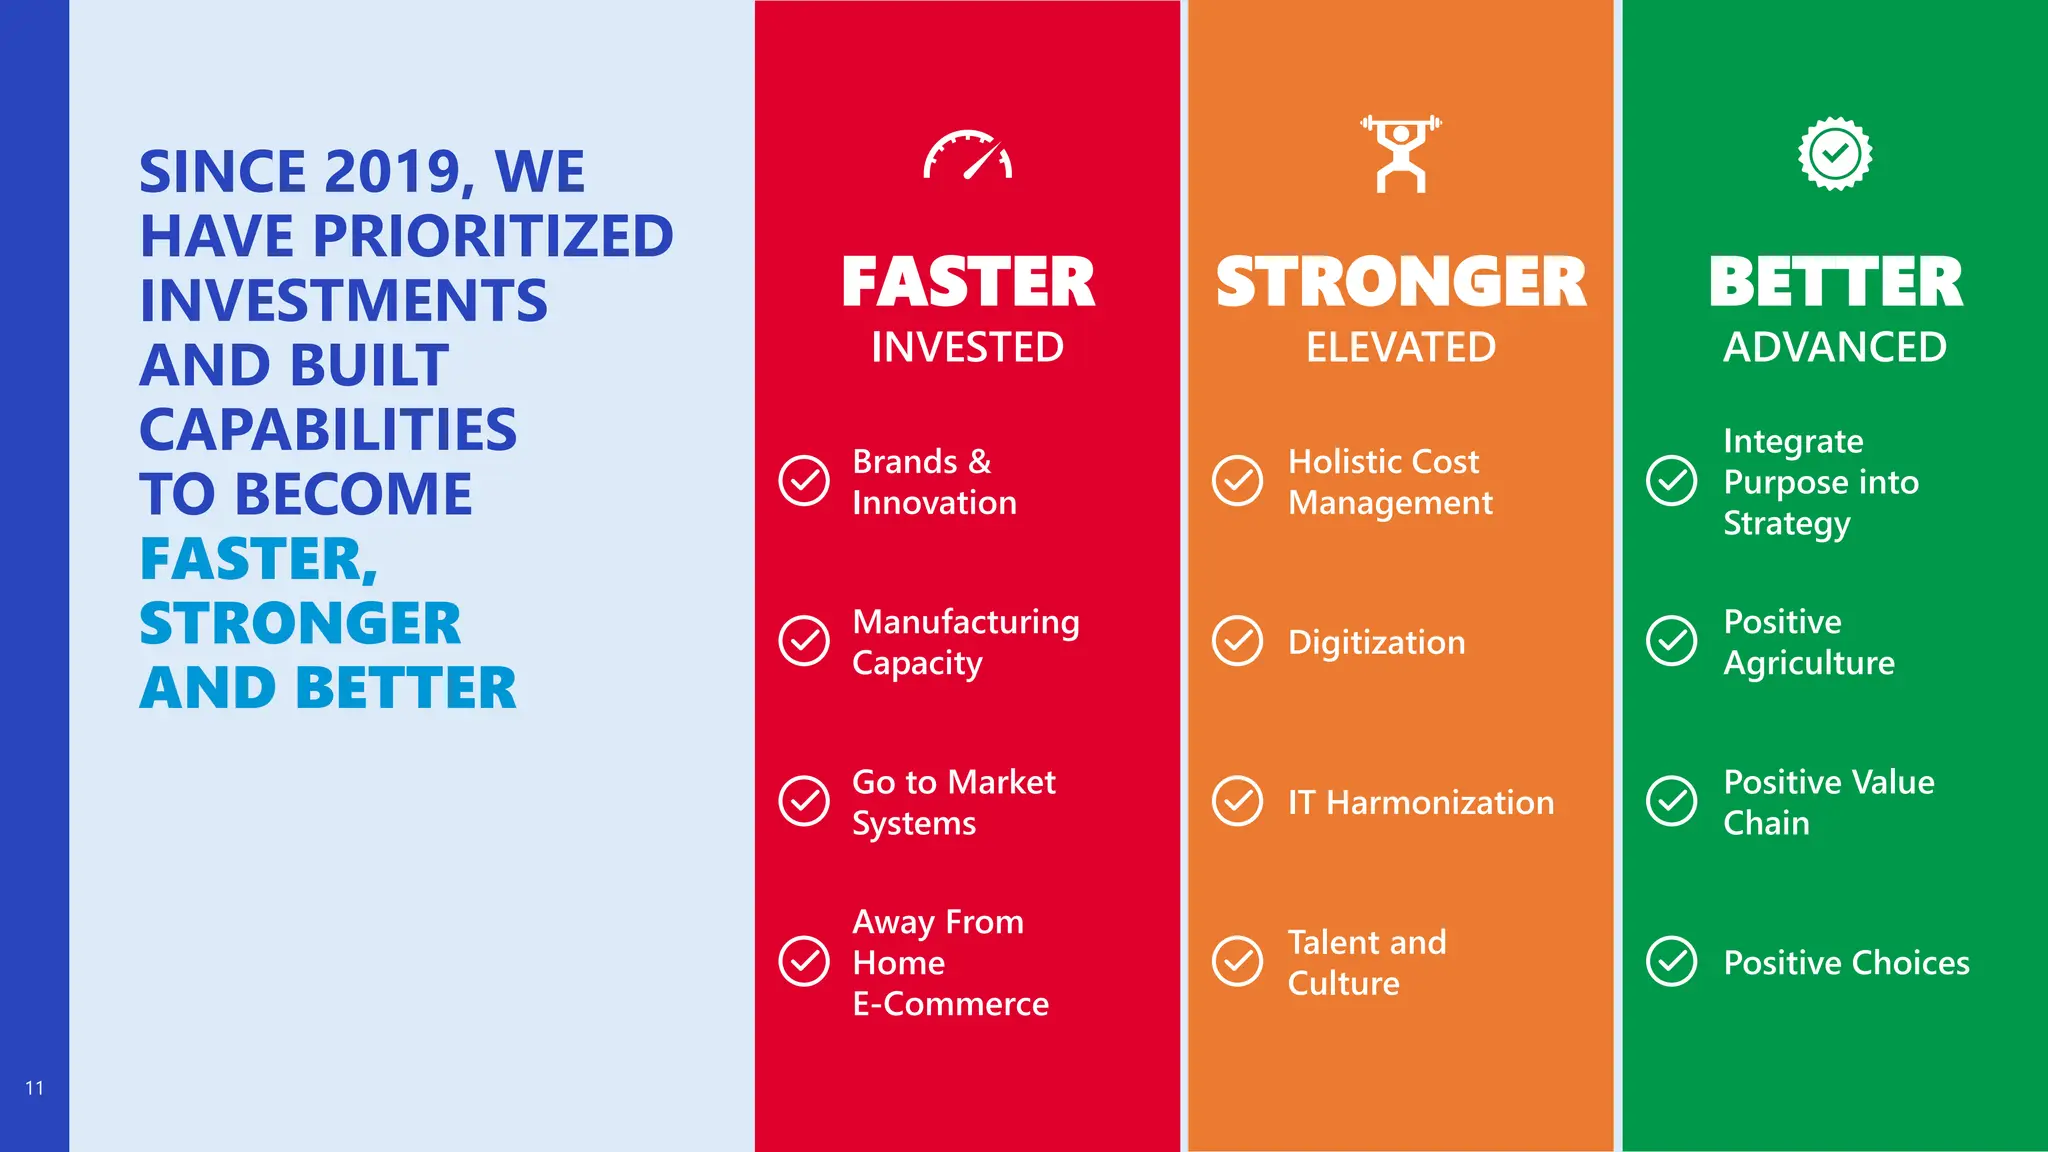 SINCE 2019, WE
HAVE PRIORITIZED
INVESTMENTS
AND BUILT
CAPABILITIES
TO BECOME
FASTER,
STRONGER
AND BETTER
FASTER
INVESTED
Brands &
Innovation
Manufacturing
Capacity
Go to Market
Systems
Away From
Home
E-Commerce
STRONGER
ELEVATED
Holistic Cost
Management
Digitization
IT Harmonization
Talent and
Culture
BETTER
ADVANCED
Integrate
Purpose into
Strategy
Positive
Agriculture
Positive Value
Chain
Positive Choices
11